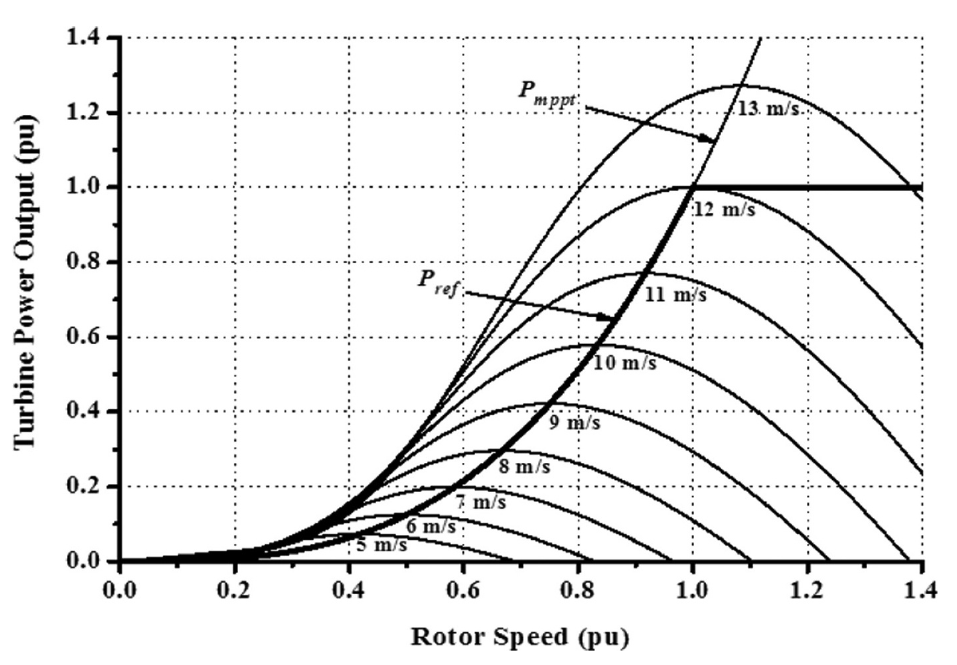 1.4
1.2
1.0
0.8
0.6
0.4
0.2
0.0
Turbine Power Output (pu)
P mppt
13 m/s
12 m/s
P ref
11 m/s
10 m/s
9 m/s
8 m/s
7 m/s
6 m/s
5 m/s
0.0 0.2 0.4 0.6 0.8 1.0 1.2 1.4
Rotor Speed (pu)